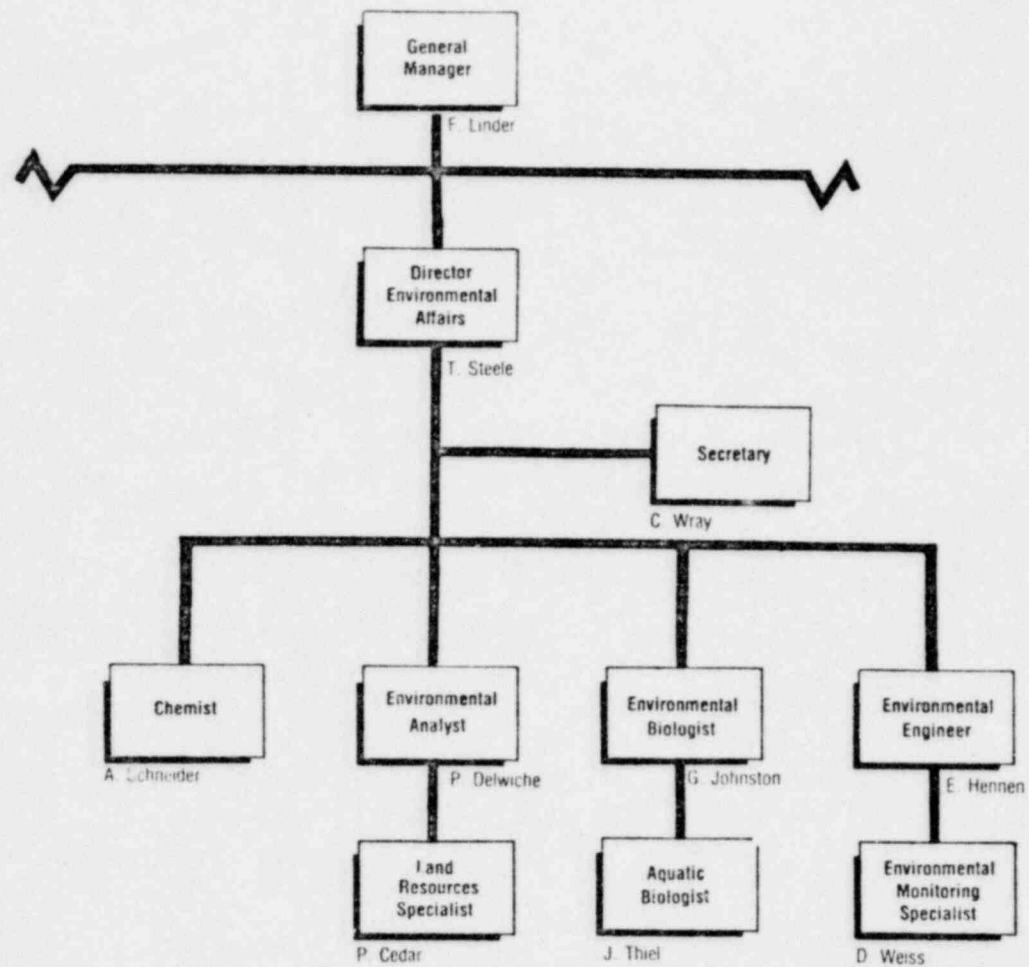 General
Manager
F. Linder
Director
Environmental
Affairs
T. Steele
Secretary
C. Wray
Chemist
A. Schneider
Environmental
Analyst
P. Delwiche
Environmental
Biologist
G. Johnston
Environmental
Engineer
E. Hennen
Land
Resources
Specialist
P. Cedar
Aquatic
Biologist
J. Thiel
Environmental
Monitoring
Specialist
D. Weiss